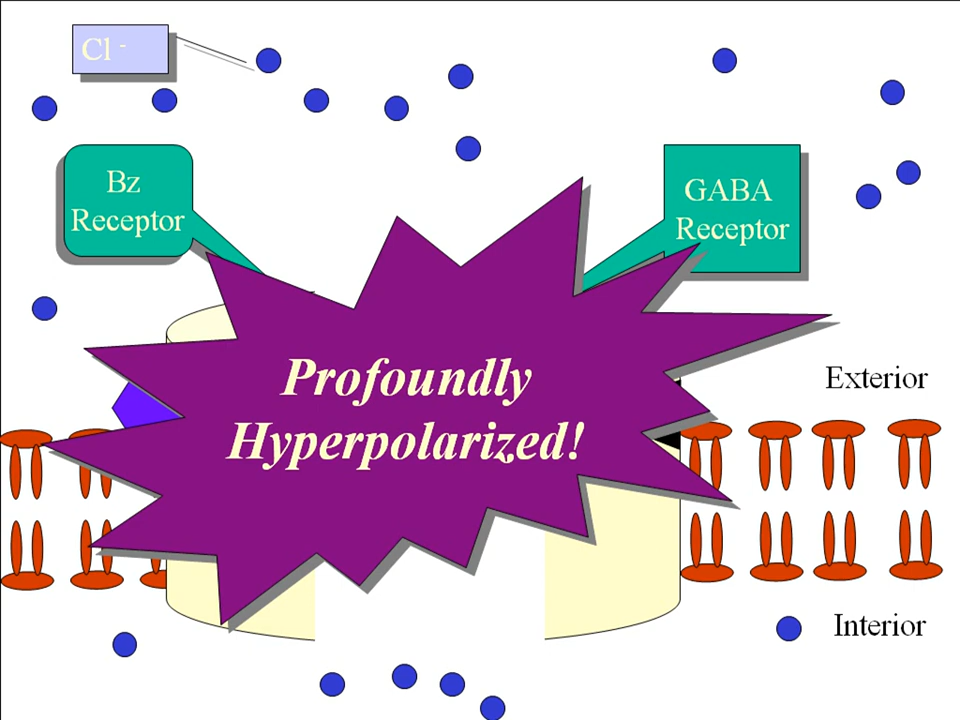 Cl -
Bz
Receptor
GABA
Receptor
Profoundly
Hyperpolarized!
Exterior
Interior